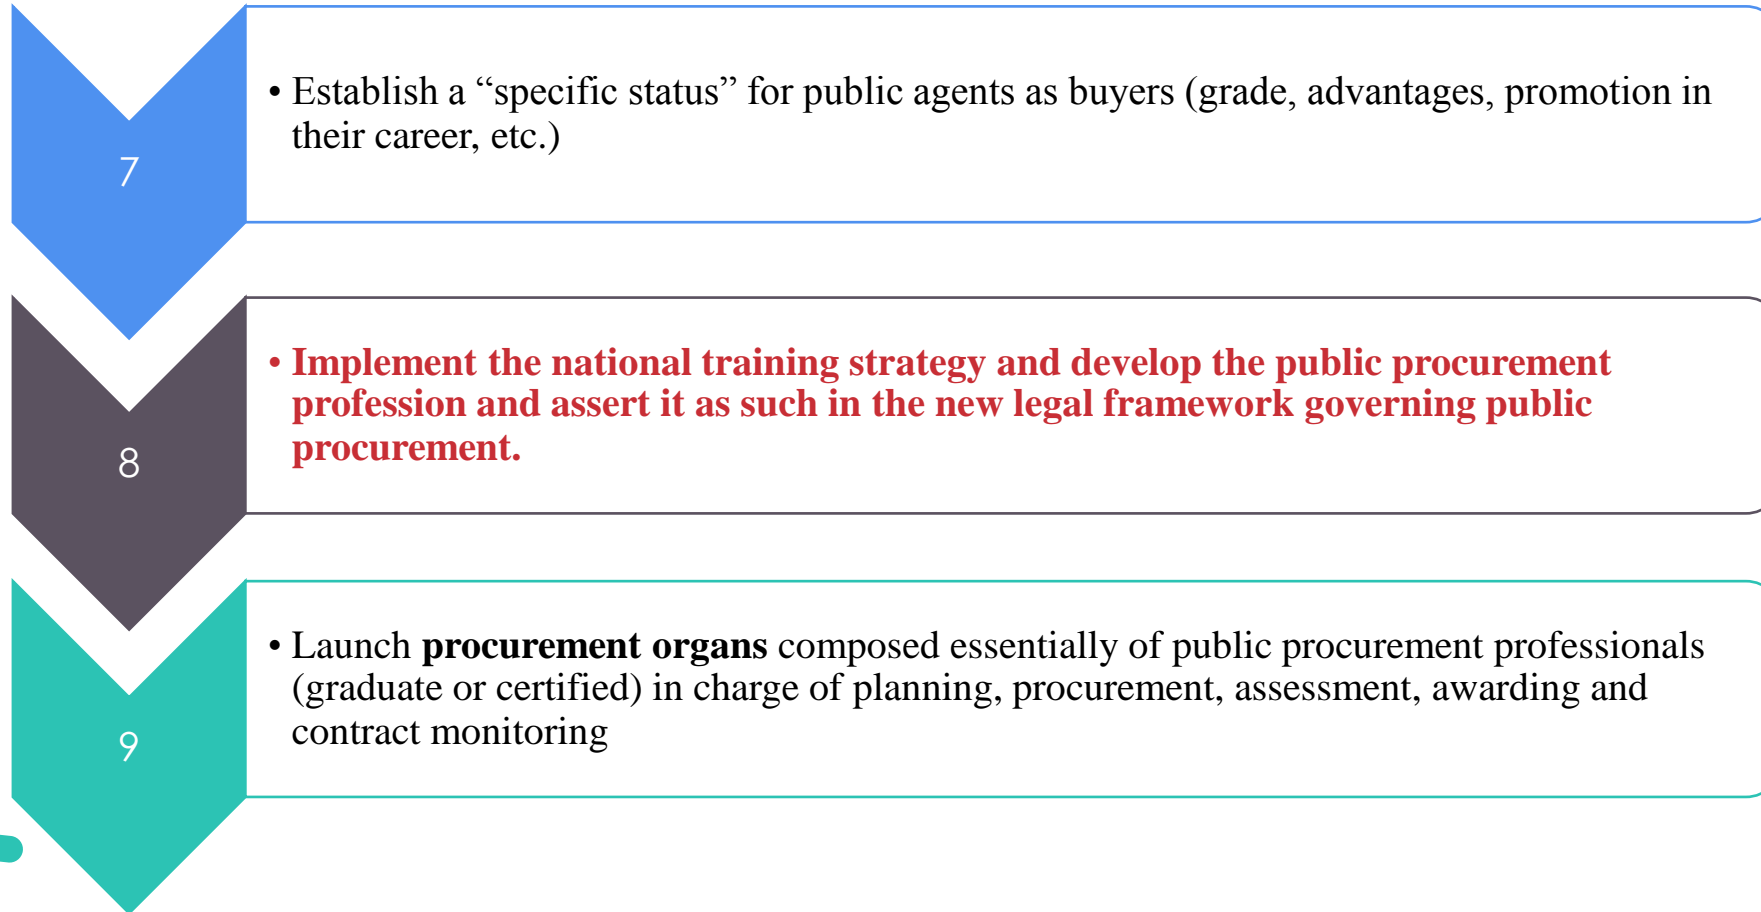 7
• Establish a “specific status” for public agents as buyers (grade, advantages, promotion in
their career, etc.)
8
• Implement the national training strategy and develop the public procurement
profession and assert it as such in the new legal framework governing public
procurement.
9
• Launch procurement organs composed essentially of public procurement professionals
(graduate or certified) in charge of planning, procurement, assessment, awarding and
contract monitoring